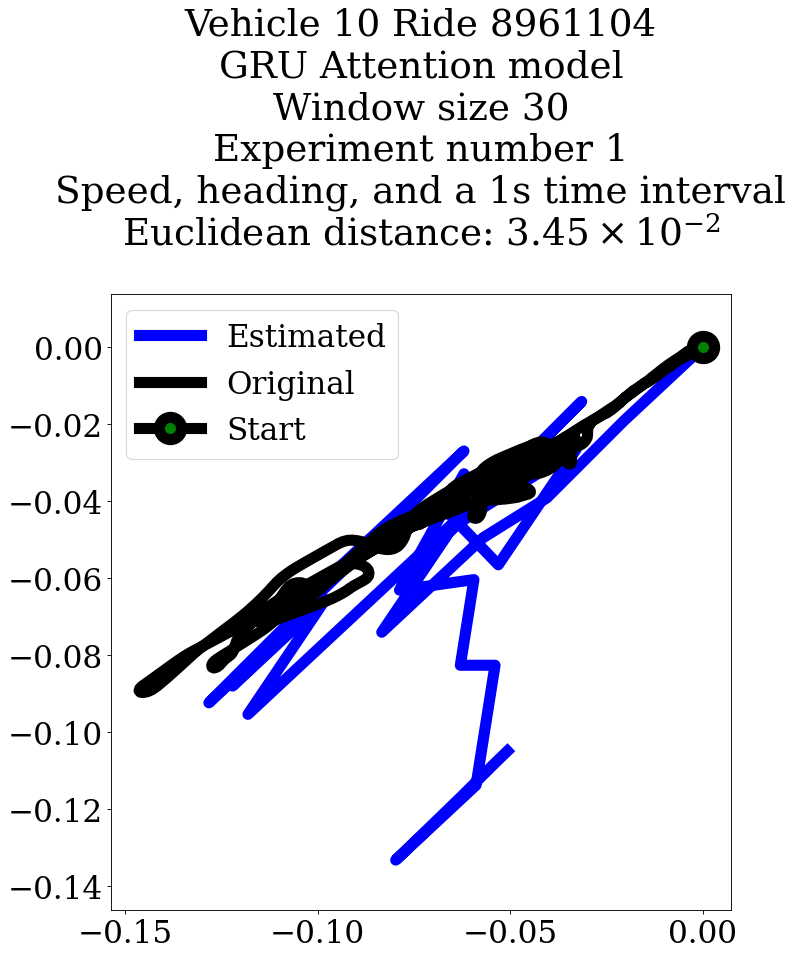 Vehicle 10 Ride 8961104
GRU Attention model
Window size 30
Experiment number 1
Speed, heading, and a 1s time interval
Euclidean distance: 3.45 × 10⁻²
Estimated
Original
Start
0.00
−0.02
−0.04
−0.06
−0.08
−0.10
−0.12
−0.14
−0.15
−0.10
−0.05
0.00